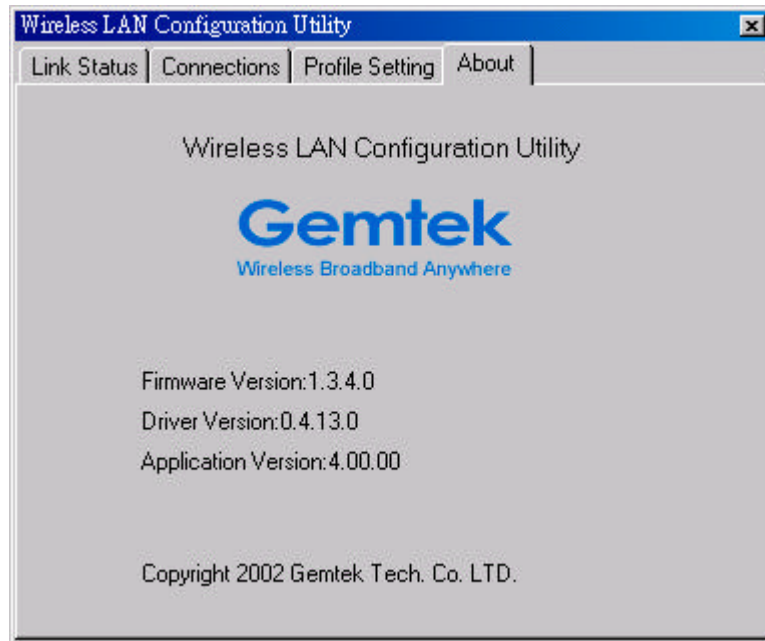 Wireless LAN Configuration Utility
Link Status Connections Profile Setting About
Wireless LAN Configuration Utility
Gemtek
Wireless Broadband Anywhere
Firmware Version:1.3.4.0
Driver Version:0.4.13.0
Application Version:4.00.00
Copyright 2002 Gemtek Tech. Co. LTD.